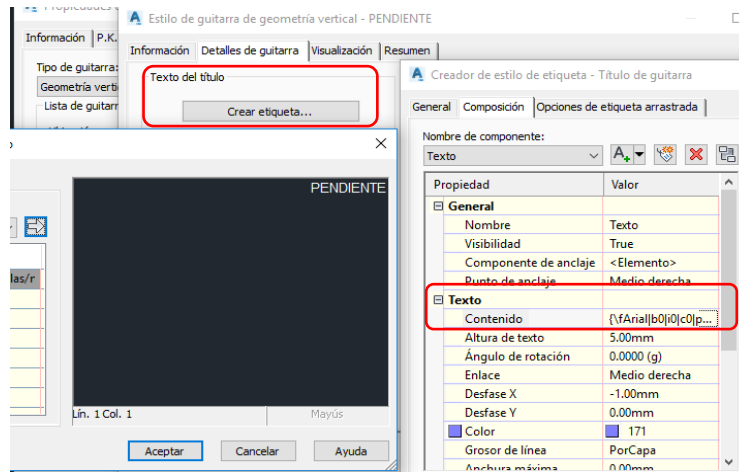 Estilo de guitarra de geometría vertical - PENDIENTE
Información P.K.
Tipo de guitarra:
Geometría verti
Lista de guitarr
Información Detalles de guitarra Visualización Resumen
Texto del título
Crear etiqueta...
PENDIENTE
las/r
Lín. 1 Col. 1
Mayús
Aceptar Cancelar Ayuda
Creador de estilo de etiqueta - Título de guitarra
General Composición Opciones de etiqueta arrastrada
Nombre de componente:
Texto
Propiedad Valor
General
Nombre Texto
Visibilidad True
Componente de anclaje <Elemento>
Punto de anclaje Medio derecha
Texto
Contenido {\fArial|b0|i0|c0|p...
Altura de texto 5.00mm
Ángulo de rotación 0.0000 (g)
Enlace Medio derecha
Desfase X -1.00mm
Desfase Y 0.00mm
Color 171
Grosor de línea PorCapa
Anchura máxima 0.00mm